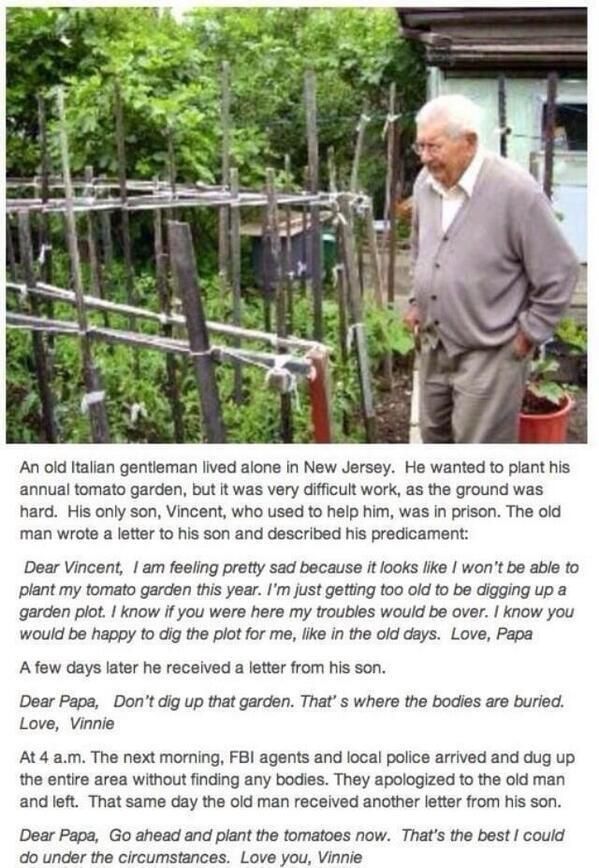 An old Italian gentleman lived alone in New Jersey.  He wanted to plant his
annual tomato garden, but it was very difficult work, as the ground was
hard.  His only son, Vincent, who used to help him, was in prison. The old
man wrote a letter to his son and described his predicament:
Dear Vincent,  I am feeling pretty sad because it looks like I won't be able to
plant my tomato garden this year. I'm just getting too old to be digging up a
garden plot. I know if you were here my troubles would be over. I know you
would be happy to dig the plot for me, like in the old days.  Love, Papa
A few days later he received a letter from his son.
Dear Papa,   Don't dig up that garden. That' s where the bodies are buried.
Love,  Vinnie
At 4 a.m. The next morning, FBI agents and local police arrived and dug up
the entire area without finding any bodies. They apologized to the old man
and left.  That same day the old man received another letter from his son.
Dear Papa,  Go ahead and plant the tomatoes now.  That's the best I could
do under the circumstances.  Love you, Vinnie